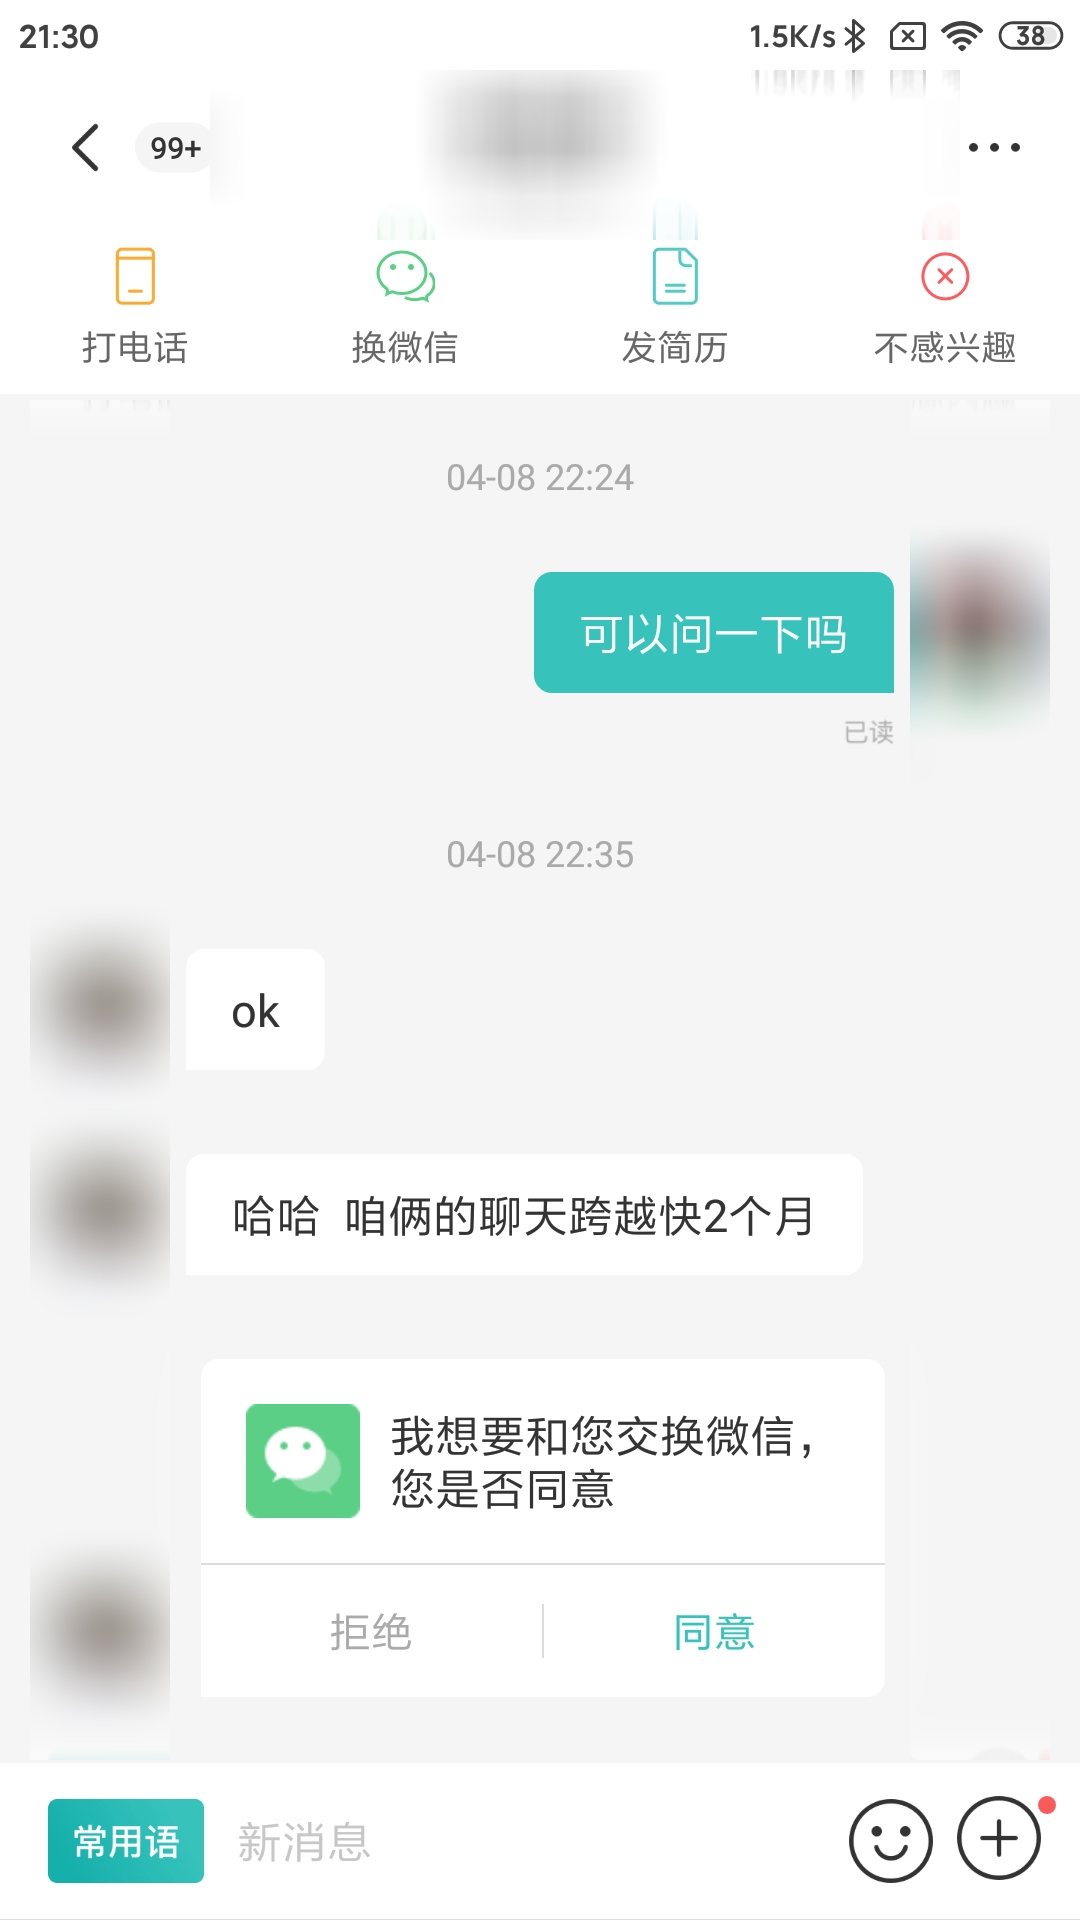 21:30
1.5K/s
38
99+
打电话
换微信
发简历
不感兴趣
04-08 22:24
可以问一下吗
已读
04-08 22:35
ok
哈哈 咱俩的聊天跨越快2个月
我想要和您交换微信，
您是否同意
拒绝
同意
常用语
新消息